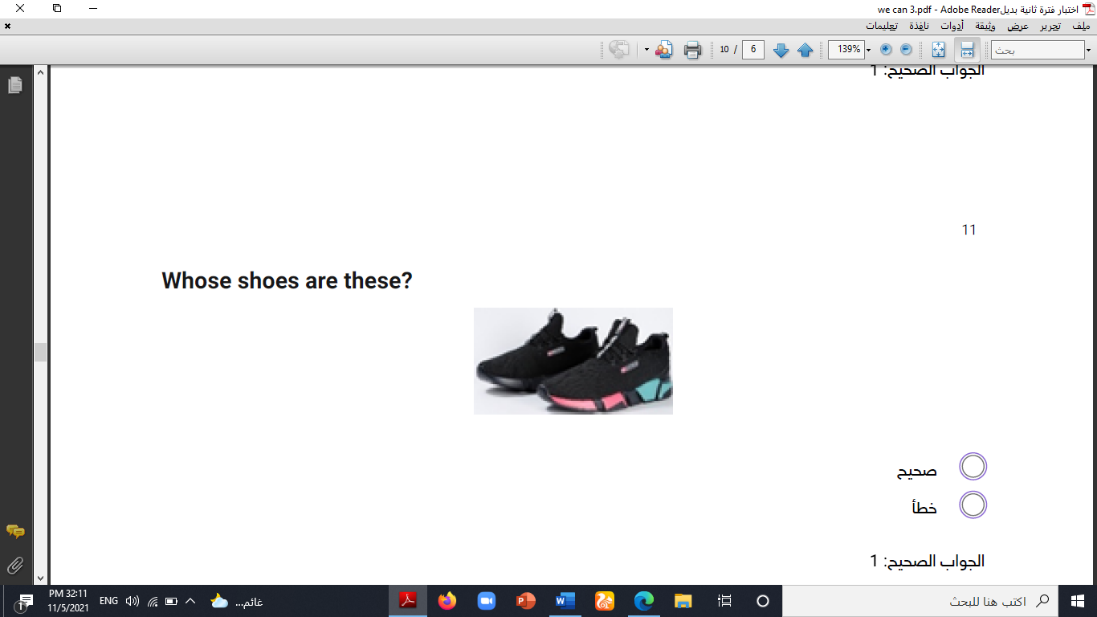 اختبار فترة ثانية بديل we can 3.pdf - Adobe Reader
ملف تحرير عرض وثيقة أدوات نافذة تعليمات
10 / 6 139% بحث
الجواب الصحيح: 1
11
Whose shoes are these?
صحيح
خطأ
الجواب الصحيح: 1
PM 32:11
11/5/2021
ENG
غائم...
اكتب هنا للبحث
1